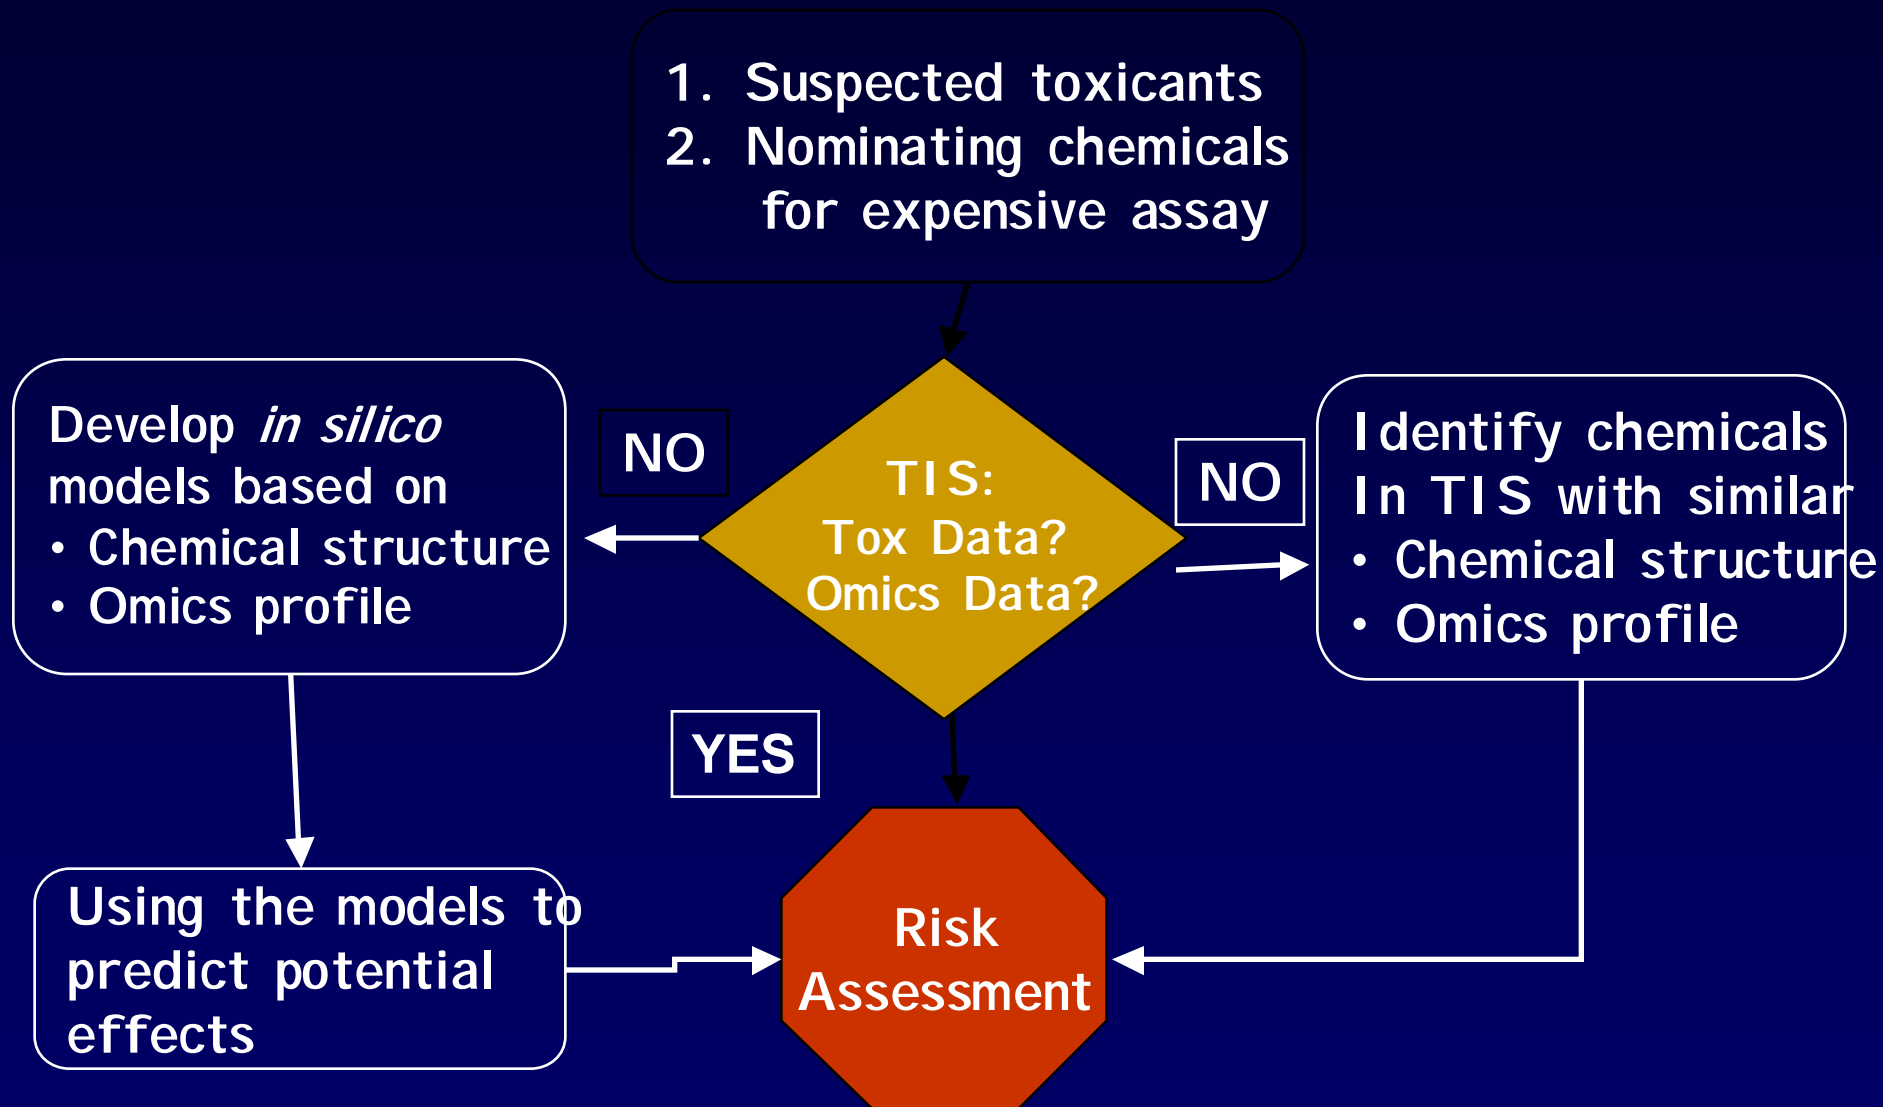 1. Suspected toxicants
2. Nominating chemicals
for expensive assay
Develop in silico
models based on
• Chemical structure
• Omics profile
NO
TIS:
Tox Data?
Omics Data?
NO
Identify chemicals
In TIS with similar
• Chemical structure
• Omics profile
YES
Using the models to
predict potential
effects
Risk
Assessment